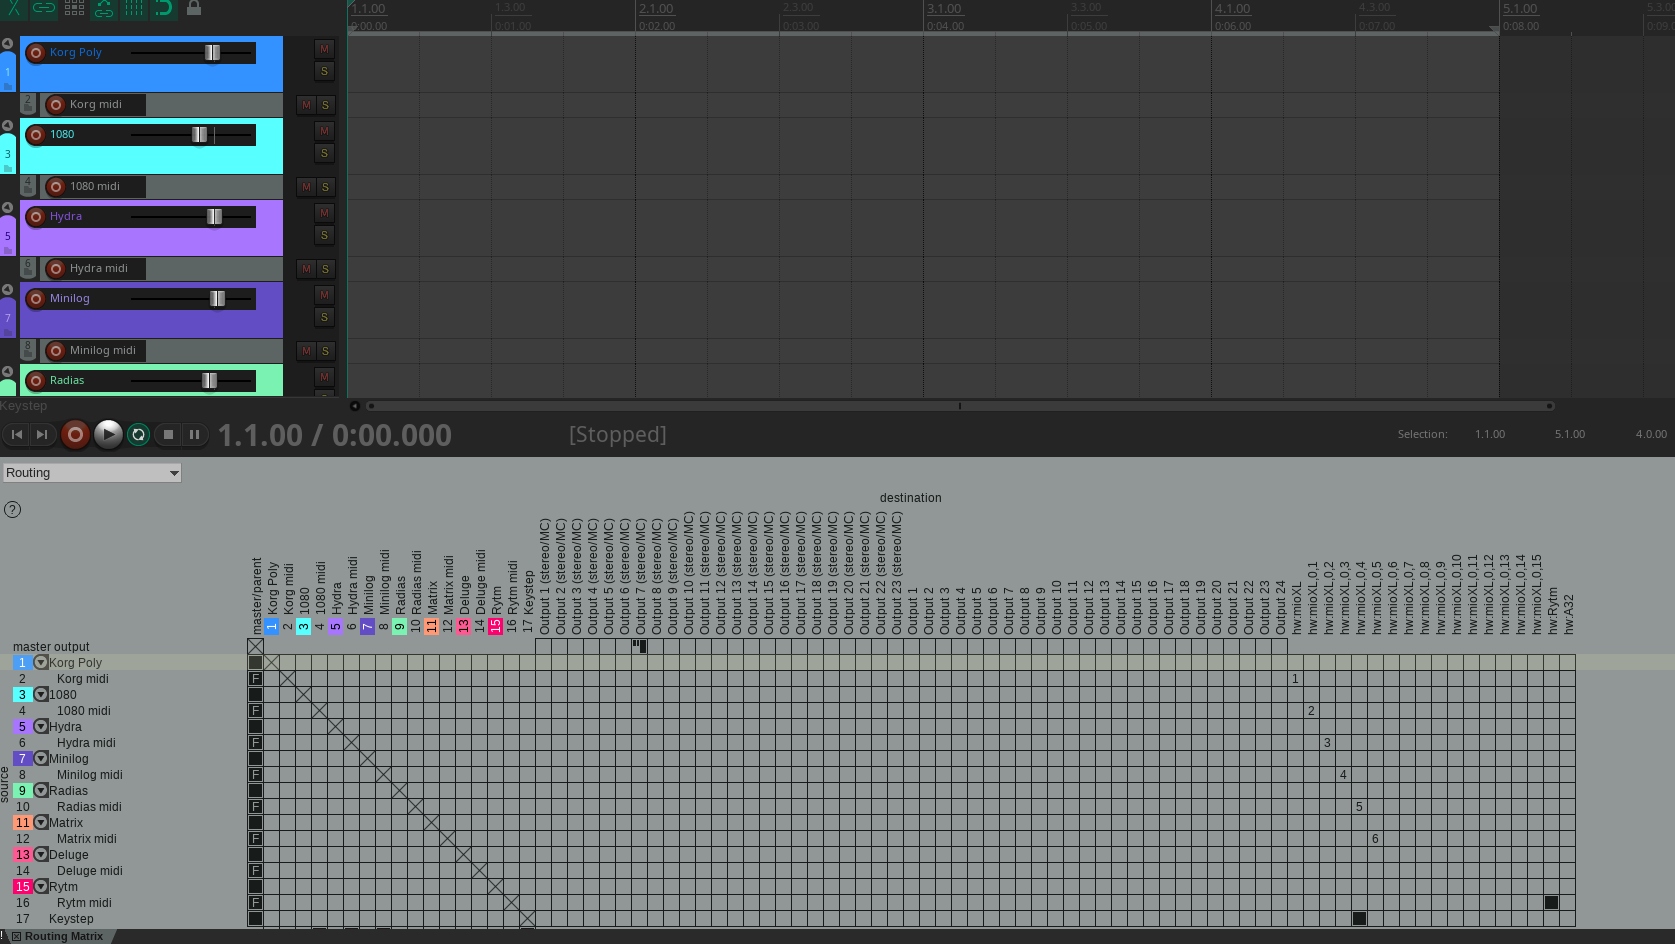 1.1.00 1.3.00 2.1.00 2.3.00 3.1.00 3.3.00 4.1.00 4.3.00 5.1.00 5.3.0
0:00.00 0:01.00 0:02.00 0:03.00 0:04.00 0:05.00 0:06.00 0:07.00 0:08.00 0:09.0
1 Korg Poly M
S
2 Korg midi M S
3 1080 M
S
4 1080 midi M S
5 Hydra M
S
6 Hydra midi M S
7 Minilog M
S
8 Minilog midi M S
Radias M
Keystep
1.1.00 / 0:00.000 [Stopped] Selection: 1.1.00 5.1.00 4.0.00
Routing
?
destination
master/parent
1 Korg Poly
2 Korg midi
3 1080
4 1080 midi
5 Hydra
6 Hydra midi
7 Minilog
8 Minilog midi
9 Radias
10 Radias midi
11 Matrix
12 Matrix midi
13 Deluge
14 Deluge midi
15 Rytm
16 Rytm midi
17 Keystep
Output 1 (stereo/MC)
Output 2 (stereo/MC)
Output 3 (stereo/MC)
Output 4 (stereo/MC)
Output 5 (stereo/MC)
Output 6 (stereo/MC)
Output 7 (stereo/MC)
Output 8 (stereo/MC)
Output 9 (stereo/MC)
Output 10 (stereo/MC)
Output 11 (stereo/MC)
Output 12 (stereo/MC)
Output 13 (stereo/MC)
Output 14 (stereo/MC)
Output 15 (stereo/MC)
Output 16 (stereo/MC)
Output 17 (stereo/MC)
Output 18 (stereo/MC)
Output 19 (stereo/MC)
Output 20 (stereo/MC)
Output 21 (stereo/MC)
Output 22 (stereo/MC)
Output 23 (stereo/MC)
Output 1
Output 2
Output 3
Output 4
Output 5
Output 6
Output 7
Output 8
Output 9
Output 10
Output 11
Output 12
Output 13
Output 14
Output 15
Output 16
Output 17
Output 18
Output 19
Output 20
Output 21
Output 22
Output 23
Output 24
hw:mioXL
hw:mioXL,0,1
hw:mioXL,0,2
hw:mioXL,0,3
hw:mioXL,0,4
hw:mioXL,0,5
hw:mioXL,0,6
hw:mioXL,0,7
hw:mioXL,0,8
hw:mioXL,0,9
hw:mioXL,0,10
hw:mioXL,0,11
hw:mioXL,0,12
hw:mioXL,0,13
hw:mioXL,0,14
hw:mioXL,0,15
hw:Rytm
hw:A32
source
master output
1 Korg Poly
2 Korg midi F 1
3 1080
4 1080 midi F 2
5 Hydra
6 Hydra midi F 3
7 Minilog
8 Minilog midi F 4
9 Radias
10 Radias midi F 5
11 Matrix
12 Matrix midi F 6
13 Deluge
14 Deluge midi F
15 Rytm
16 Rytm midi F
17 Keystep
! Routing Matrix